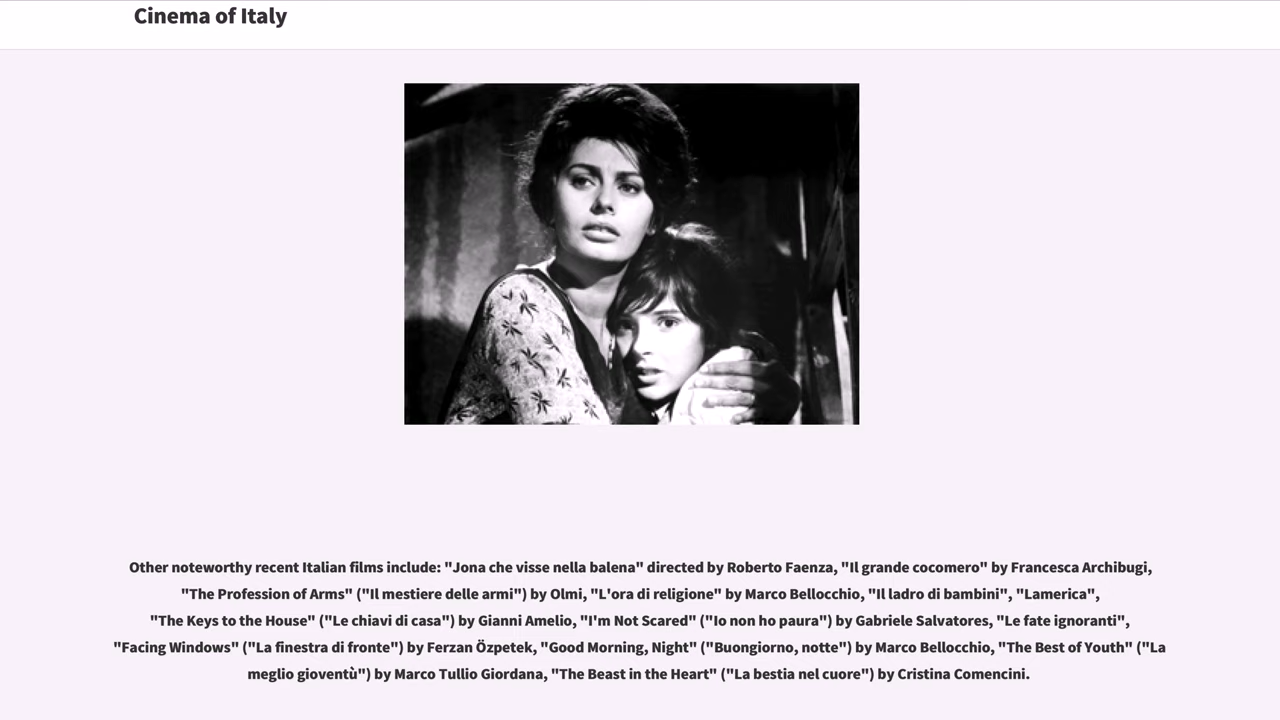 Cinema of Italy
Other noteworthy recent Italian films include: "Jona che visse nella balena" directed by Roberto Faenza, "Il grande cocomero" by Francesca Archibugi,
"The Profession of Arms" ("Il mestiere delle armi") by Olmi, "L'ora di religione" by Marco Bellocchio, "Il ladro di bambini", "Lamerica",
"The Keys to the House" ("Le chiavi di casa") by Gianni Amelio, "I'm Not Scared" ("Io non ho paura") by Gabriele Salvatores, "Le fate ignoranti",
"Facing Windows" ("La finestra di fronte") by Ferzan Özpetek, "Good Morning, Night" ("Buongiorno, notte") by Marco Bellocchio, "The Best of Youth" ("La
meglio gioventù") by Marco Tullio Giordana, "The Beast in the Heart" ("La bestia nel cuore") by Cristina Comencini.